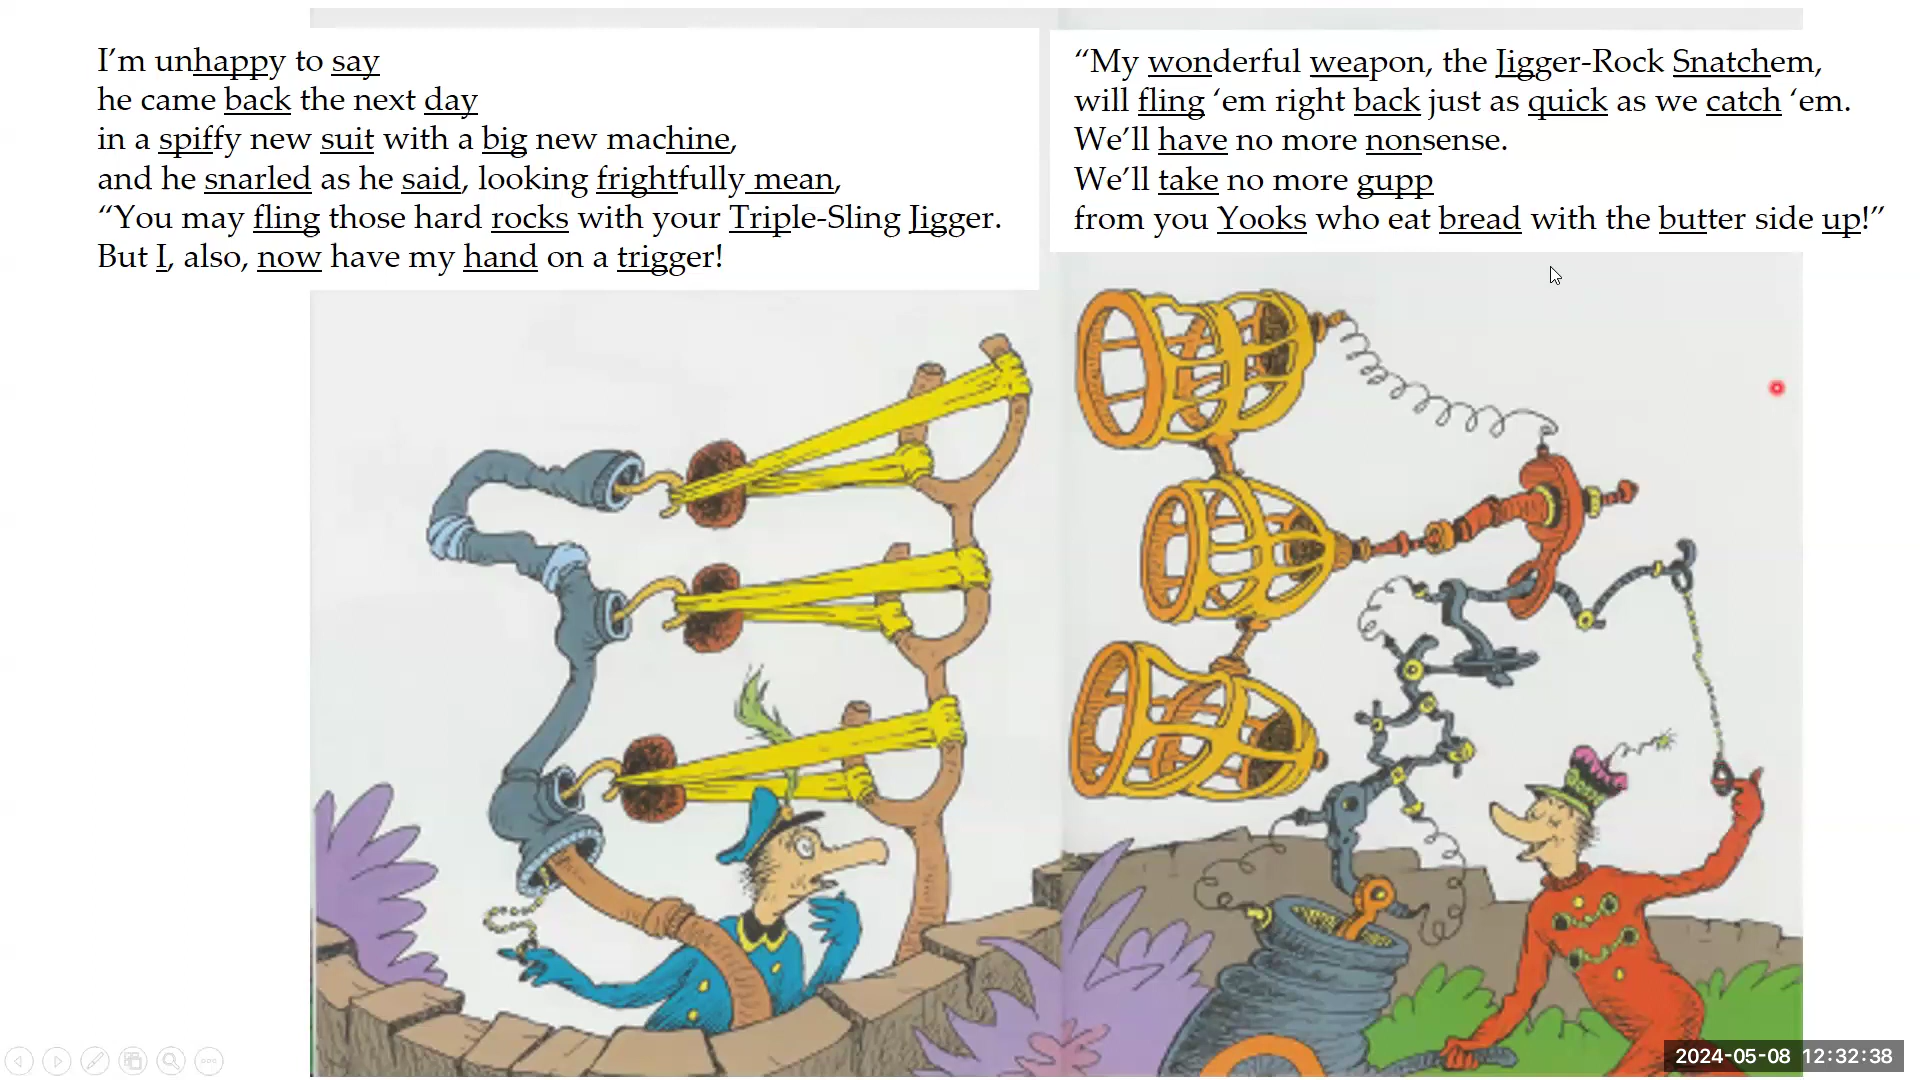 I’m unhappy to say
he came back the next day
in a spiffy new suit with a big new machine,
and he snarled as he said, looking frightfully mean,
“You may fling those hard rocks with your Triple-Sling Jigger.
But I, also, now have my hand on a trigger!
“My wonderful weapon, the Jigger-Rock Snatchem,
will fling ‘em right back just as quick as we catch ‘em.
We’ll have no more nonsense.
We’ll take no more gupp
from you Yooks who eat bread with the butter side up!”
2024-05-08 12:32:38